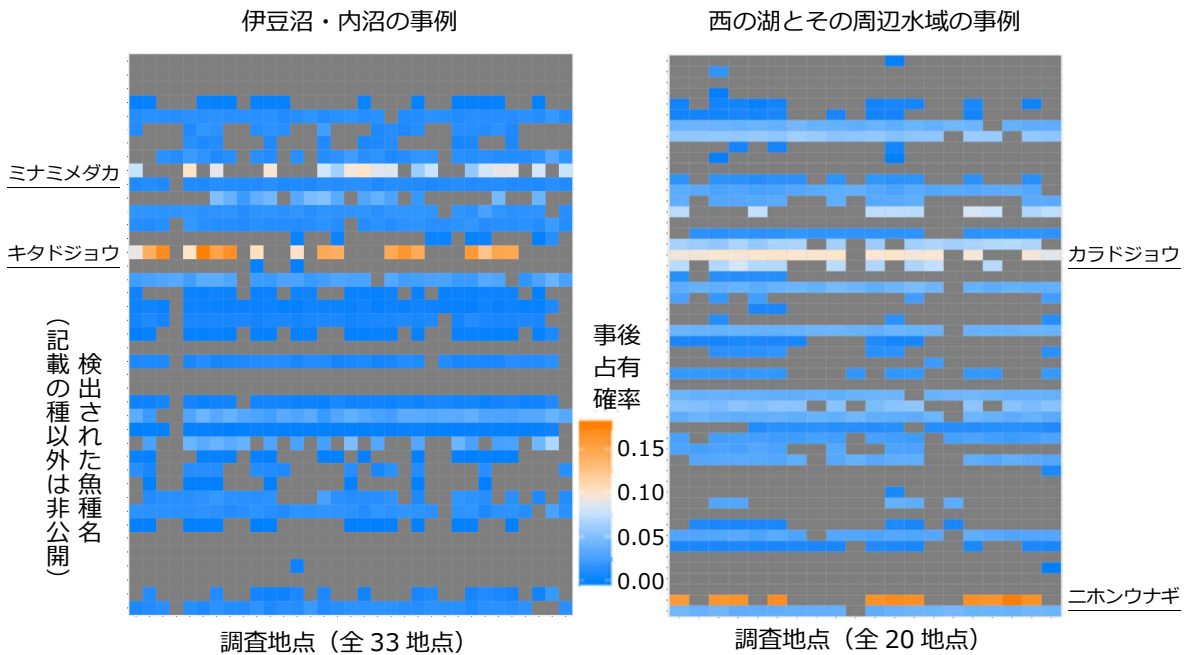 伊豆沼・内沼の事例
西の湖とその周辺水域の事例
ミナミメダカ
キタドジョウ
検出された魚種名
（記載の種以外は非公開）
事後
占有
確率
0.15
0.10
0.05
0.00
カラドジョウ
ニホンウナギ
調査地点（全 33 地点）
調査地点（全 20 地点）